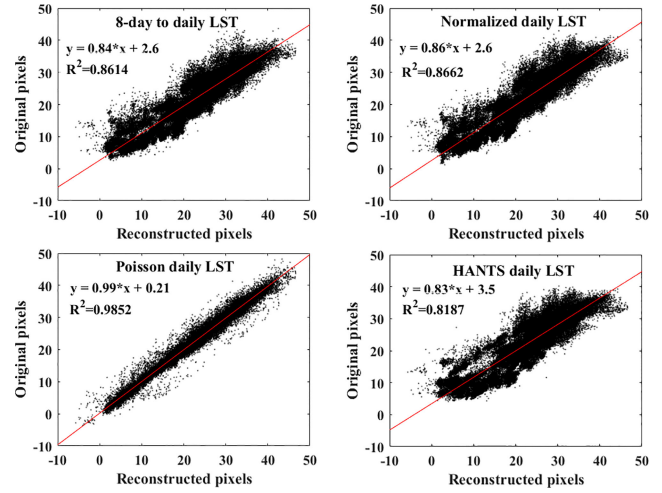 8-day to daily LST
y = 0.84*x + 2.6
R²=0.8614
Original pixels
50
40
30
20
10
0
-10
-10 0 10 20 30 40 50
Reconstructed pixels
Normalized daily LST
y = 0.86*x + 2.6
R²=0.8662
Original pixels
50
40
30
20
10
0
-10
-10 0 10 20 30 40 50
Reconstructed pixels
Poisson daily LST
y = 0.99*x + 0.21
R²=0.9852
Original pixels
50
40
30
20
10
0
-10
-10 0 10 20 30 40 50
Reconstructed pixels
HANTS daily LST
y = 0.83*x + 3.5
R²=0.8187
Original pixels
50
40
30
20
10
0
-10
-10 0 10 20 30 40 50
Reconstructed pixels